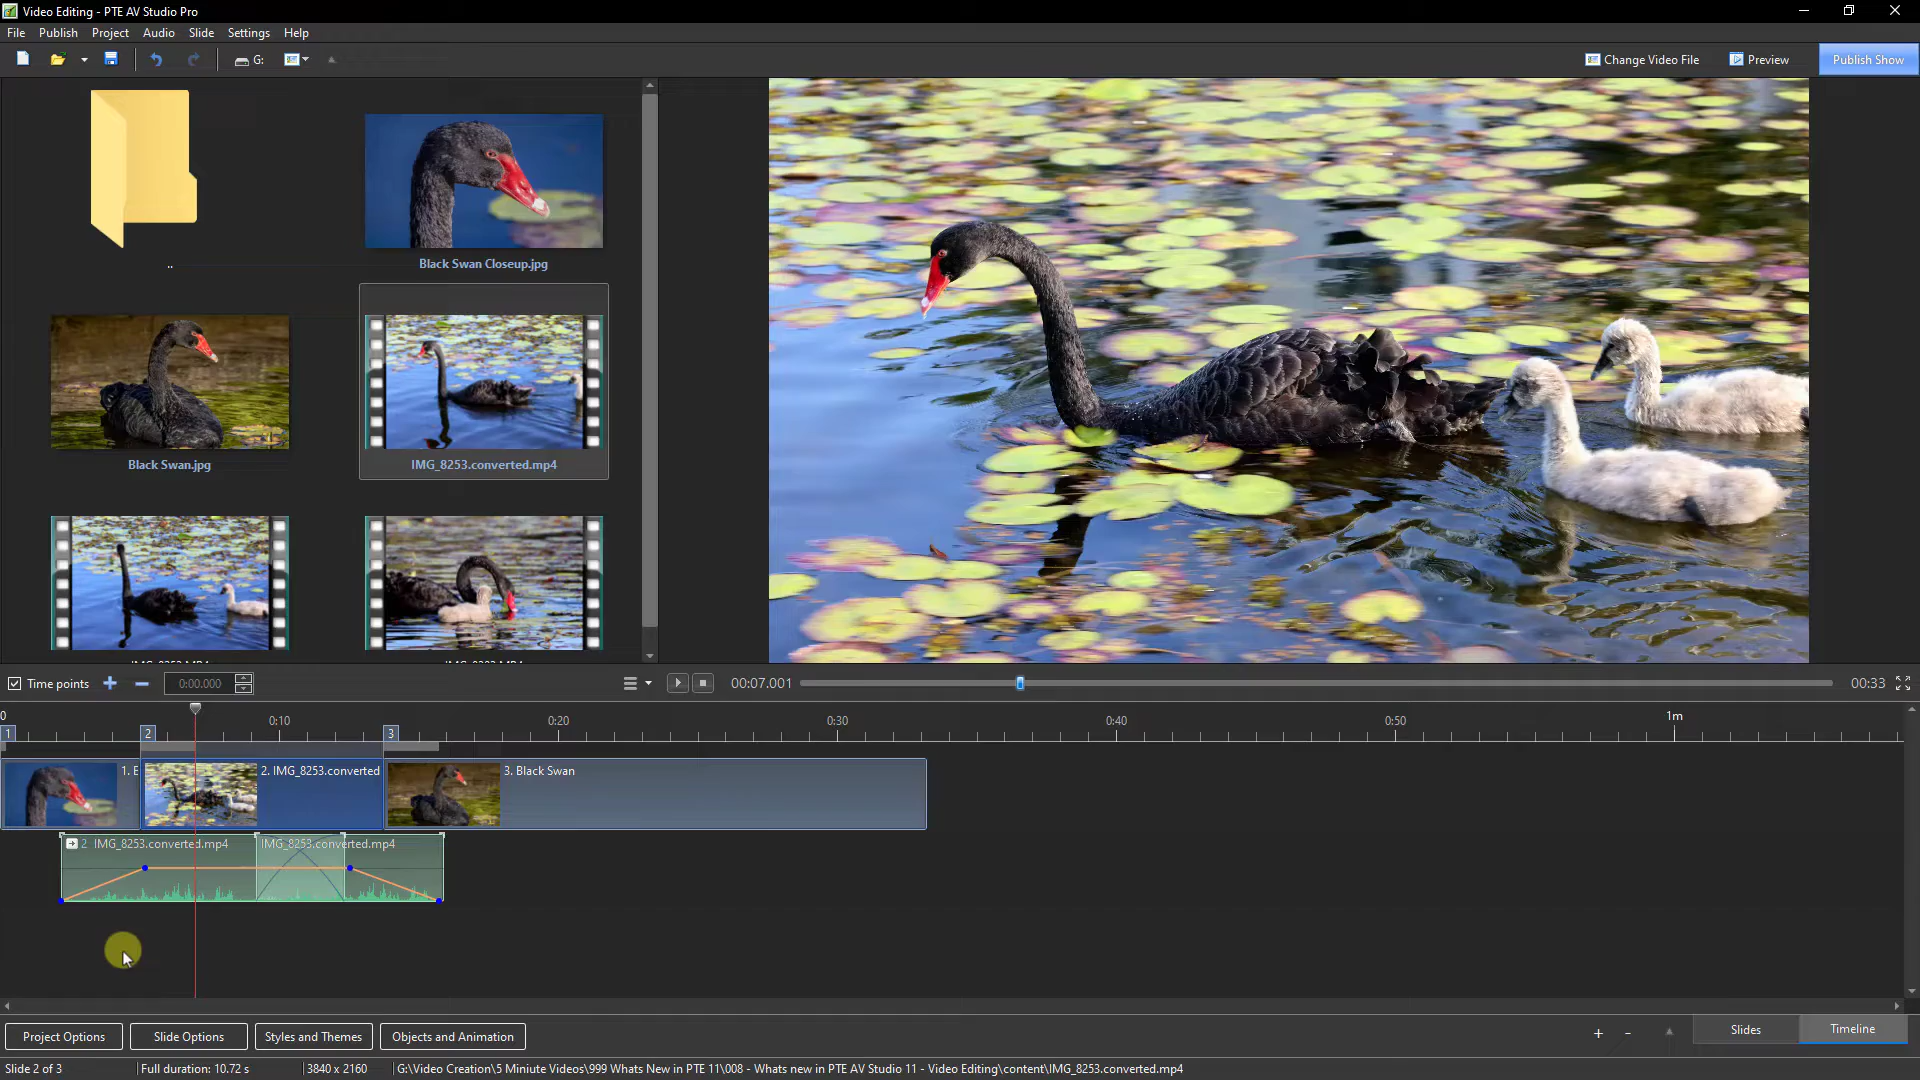 Video Editing - PTE AV Studio Pro
File Publish Project Audio Slide Settings Help
G:
Change Video File Preview Publish Show
..
Black Swan Closeup.jpg
Black Swan.jpg
IMG_8253.converted.mp4
Time points 0:00.000 00:07.001 00:33
0 0:10 0:20 0:30 0:40 0:50 1m
1 2 3
1. 2. IMG_8253.converted 3. Black Swan
2 IMG_8253.converted.mp4 IMG_8253.converted.mp4
Project Options Slide Options Styles and Themes Objects and Animation
+ - Slides Timeline
Slide 2 of 3 Full duration: 10.72 s 3840 x 2160 G:\Video Creation\5 Miniute Videos\999 Whats New in PTE 11\008 - Whats new in PTE AV Studio 11 - Video Editing\content\IMG_8253.converted.mp4